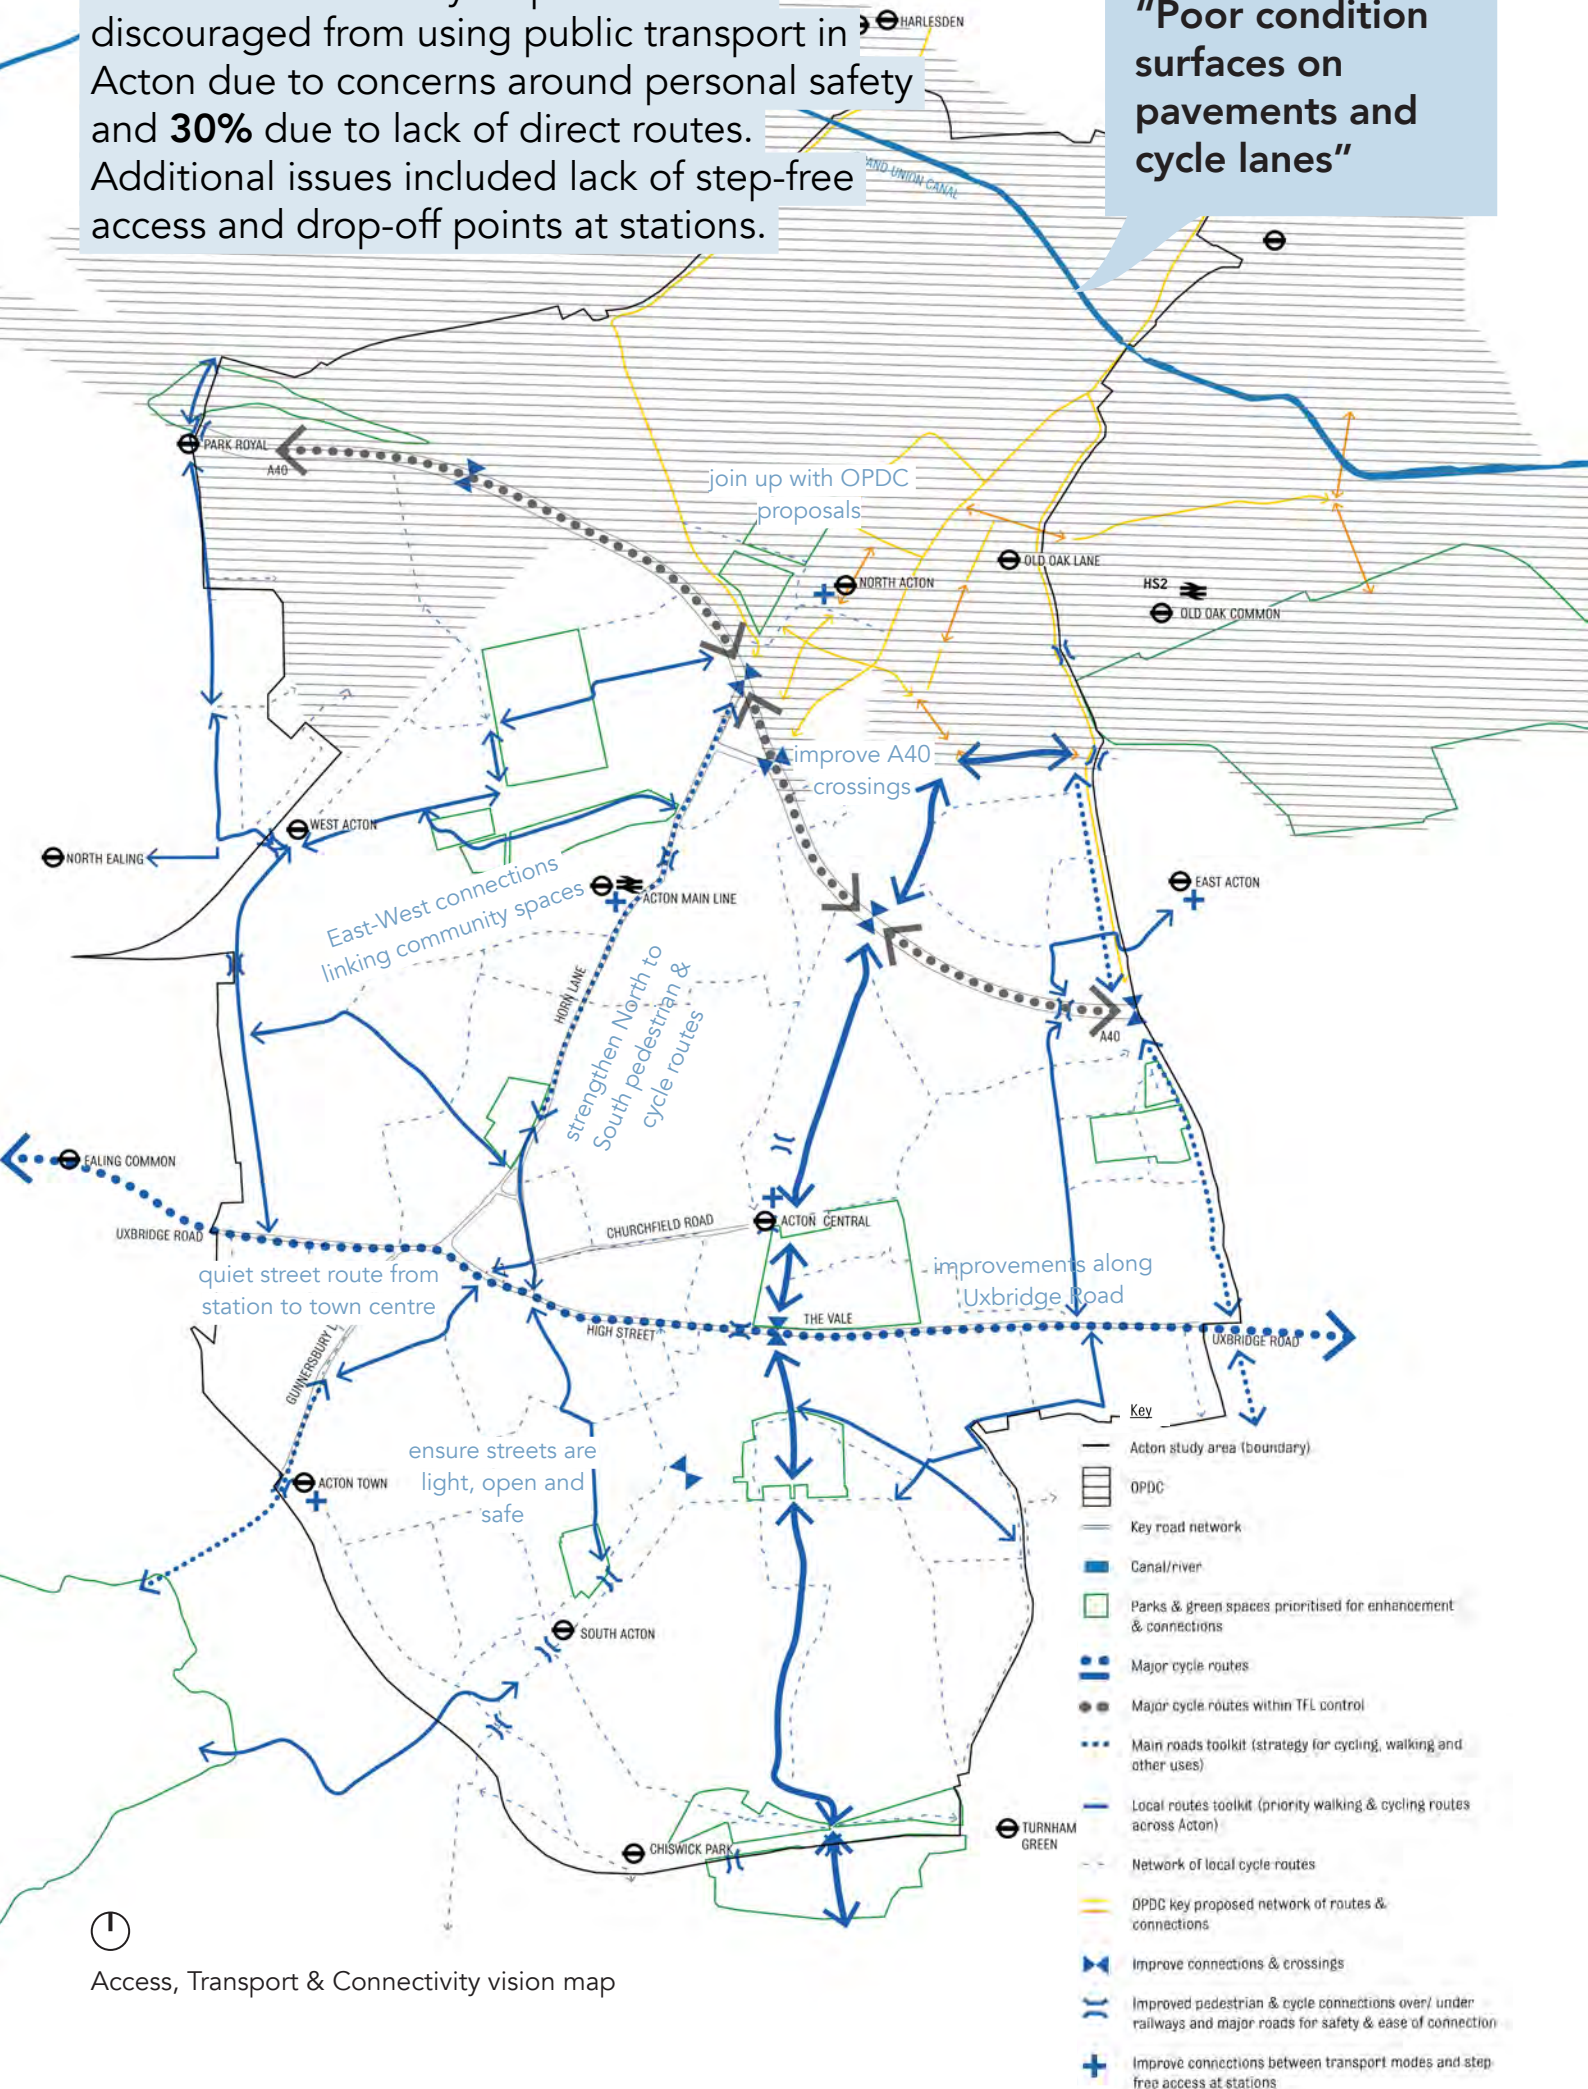 discouraged from using public transport in
Acton due to concerns around personal safety
and 30% due to lack of direct routes.
Additional issues included lack of step-free
access and drop-off points at stations.
"Poor condition
surfaces on
pavements and
cycle lanes"
HARLESDEN
UNION CANAL
PARK ROYAL
A40
join up with OPDC
proposals
NORTH ACTON
OLD OAK LANE
HS2
OLD OAK COMMON
improve A40
crossings
WEST ACTON
NORTH EALING
EAST ACTON
ACTON MAIN LINE
East-West connections
linking community spaces
HORN LANE
strengthen North to
South pedestrian &
cycle routes
A40
EALING COMMON
UXBRIDGE ROAD
CHURCHFIELD ROAD
ACTON CENTRAL
quiet street route from
station to town centre
improvements along
Uxbridge Road
HIGH STREET
THE VALE
UXBRIDGE ROAD
GUNNERSBURY
ensure streets are
light, open and
safe
ACTON TOWN
SOUTH ACTON
CHISWICK PARK
TURNHAM
GREEN
Key
Acton study area (boundary)
OPDC
Key road network
Canal/river
Parks & green spaces prioritised for enhancement
& connections
Major cycle routes
Major cycle routes within TFL control
Main roads toolkit (strategy for cycling, walking and
other uses)
Local routes toolkit (priority walking & cycling routes
across Acton)
Network of local cycle routes
OPDC key proposed network of routes &
connections
Improve connections & crossings
Improved pedestrian & cycle connections over/ under
railways and major roads for safety & ease of connection
Improve connections between transport modes and step
free access at stations
Access, Transport & Connectivity vision map